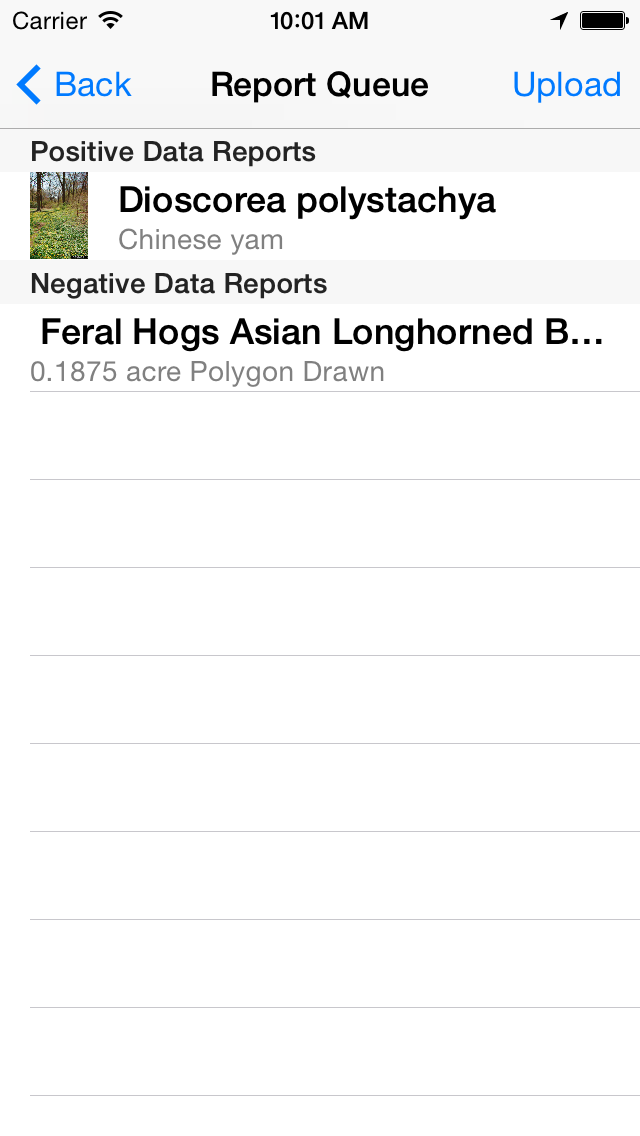 Carrier 10:01 AM
Back Report Queue Upload
Positive Data Reports
Dioscorea polystachya
Chinese yam
Negative Data Reports
Feral Hogs Asian Longhorned B...
0.1875 acre Polygon Drawn